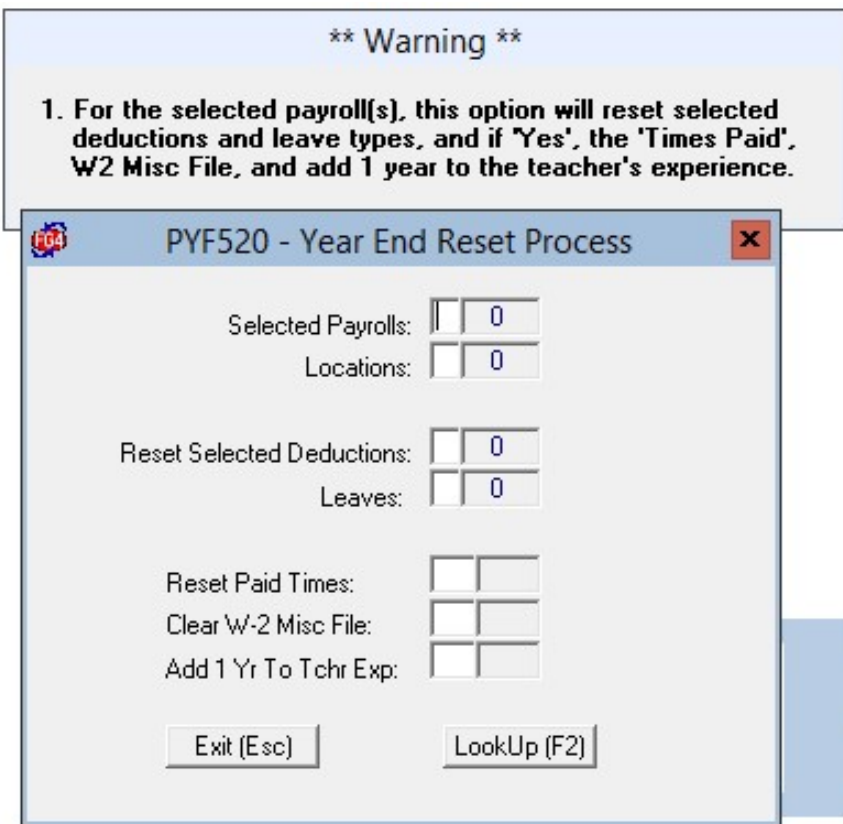 ** Warning **
1. For the selected payroll(s), this option will reset selected
deductions and leave types, and if 'Yes', the 'Times Paid',
W2 Misc File, and add 1 year to the teacher's experience.
FG4
PYF520 - Year End Reset Process
x
Selected Payrolls: 0
Locations: 0
Reset Selected Deductions: 0
Leaves: 0
Reset Paid Times:
Clear W-2 Misc File:
Add 1 Yr To Tchr Exp:
Exit (Esc) LookUp (F2)